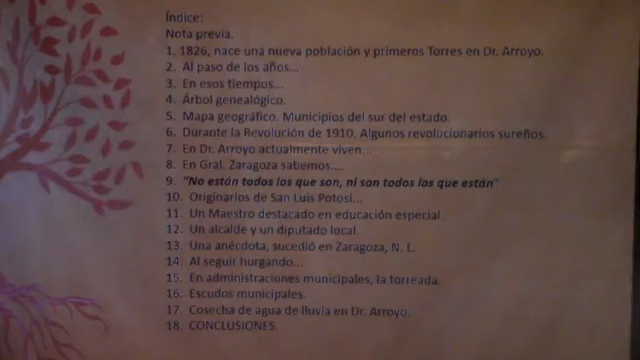 Índice:
Nota previa.
1. 1826, nace una nueva población y primeros Torres en Dr. Arroyo.
2. Al paso de los años...
3. En esos tiempos...
4. Árbol genealógico.
5. Mapa geográfico. Municipios del sur del estado.
6. Durante la Revolución de 1910. Algunos revolucionarios sureños.
7. En Dr. Arroyo actualmente viven...
8. En Gral. Zaragoza sabemos....
9. "No están todos los que son, ni son todos los que están".
10. Originarios de San Luis Potosí...
11. Un Maestro destacado en educación especial.
12. Un alcalde y un diputado local.
13. Una anécdota, sucedió en Zaragoza, N. L.
14. Al seguir hurgando...
15. En administraciones municipales, la torreada.
16. Escudos municipales.
17. Cosecha de agua de lluvia en Dr. Arroyo.
18. CONCLUSIONES.